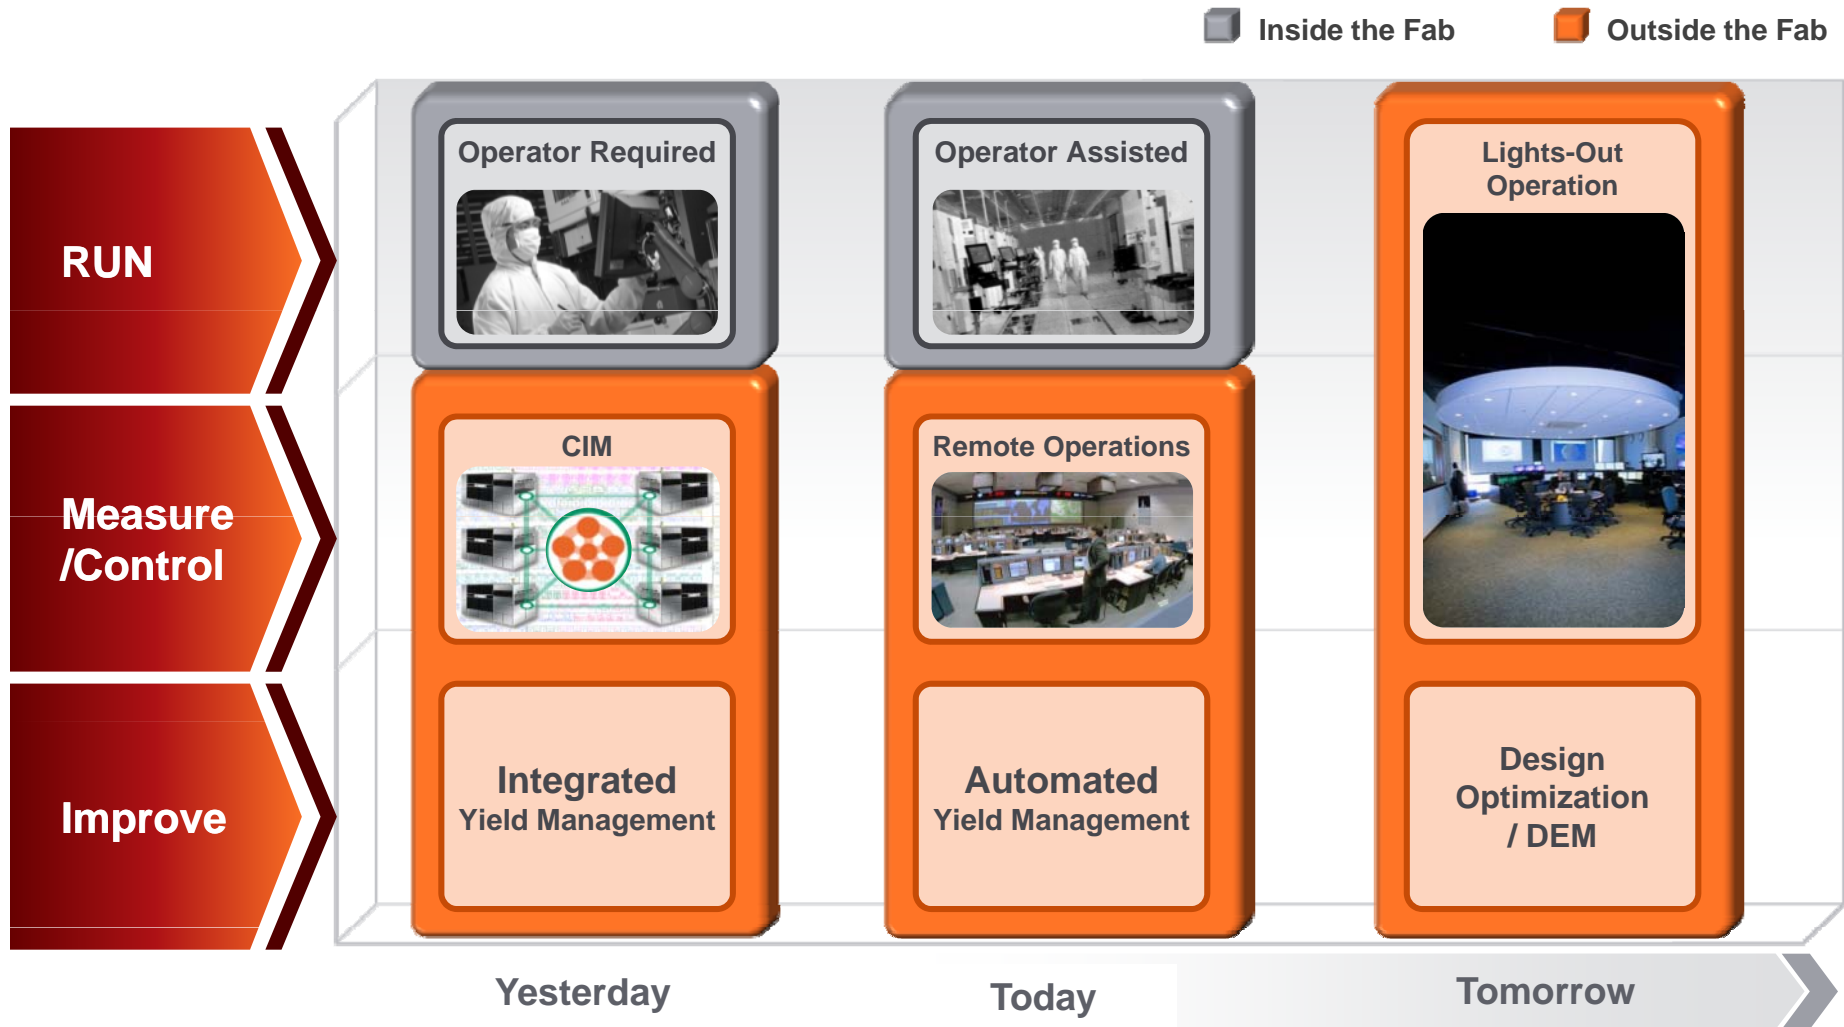 Inside the Fab
Outside the Fab
RUN
Operator Required
Operator Assisted
Lights-Out
Operation
Measure
/Control
CIM
Remote Operations
Improve
Integrated
Yield Management
Automated
Yield Management
Design
Optimization
/ DEM
Yesterday
Today
Tomorrow